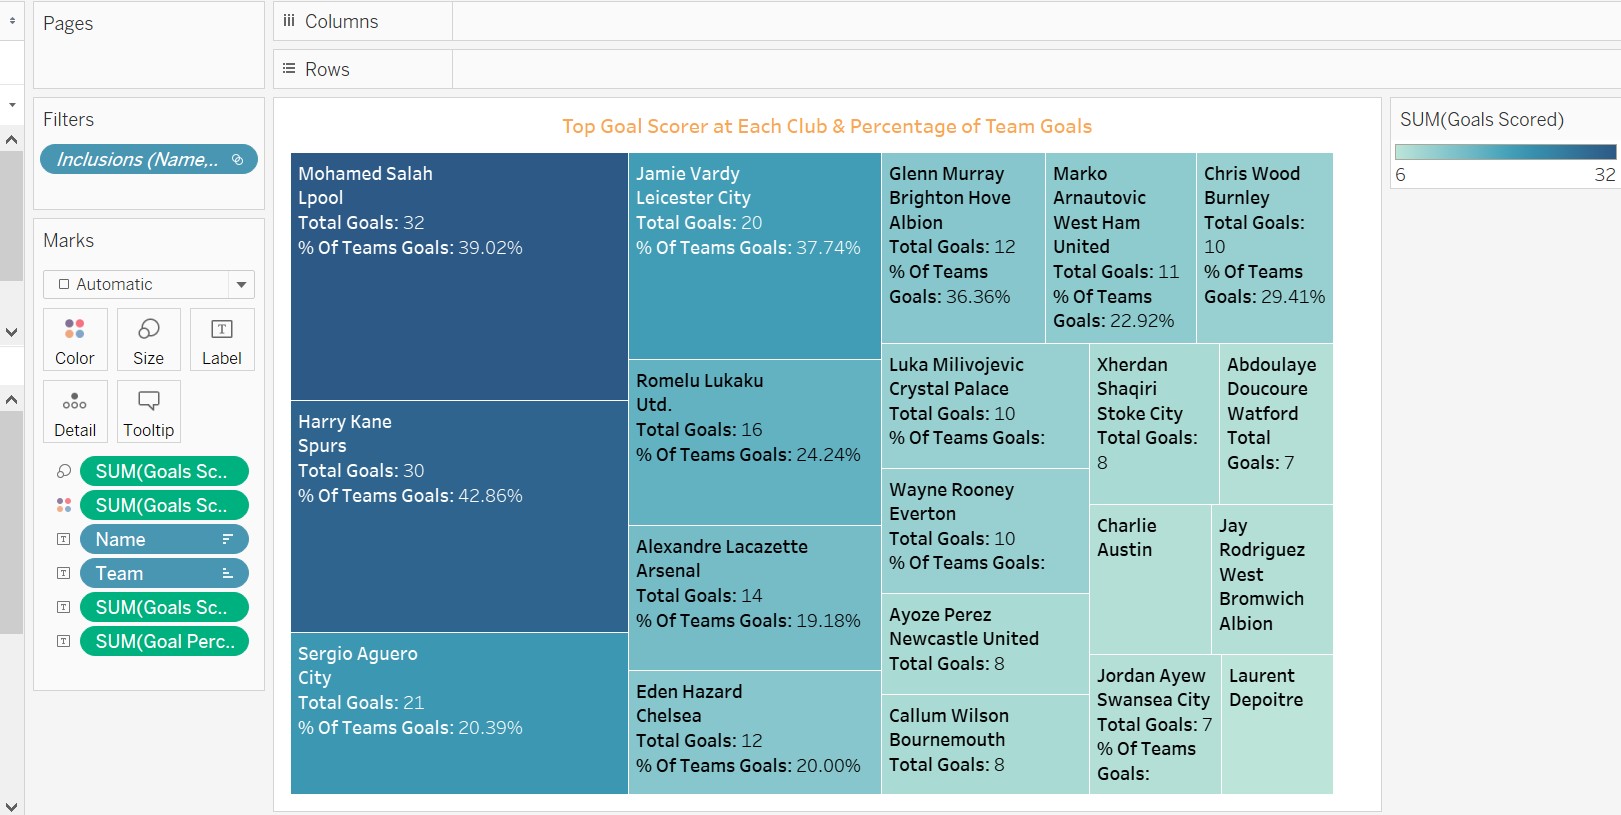 Pages
Columns
Rows
Filters
Inclusions (Name,..
Marks
Automatic
Color
Size
Label
Detail
Tooltip
SUM(Goals Sc..
SUM(Goals Sc..
Name
Team
SUM(Goals Sc..
SUM(Goal Perc..
Top Goal Scorer at Each Club & Percentage of Team Goals
Mohamed Salah
Lpool
Total Goals: 32
% Of Teams Goals: 39.02%
Harry Kane
Spurs
Total Goals: 30
% Of Teams Goals: 42.86%
Sergio Aguero
City
Total Goals: 21
% Of Teams Goals: 20.39%
Jamie Vardy
Leicester City
Total Goals: 20
% Of Teams Goals: 37.74%
Romelu Lukaku
Utd.
Total Goals: 16
% Of Teams Goals: 24.24%
Alexandre Lacazette
Arsenal
Total Goals: 14
% Of Teams Goals: 19.18%
Eden Hazard
Chelsea
Total Goals: 12
% Of Teams Goals: 20.00%
Glenn Murray
Brighton Hove
Albion
Total Goals: 12
% Of Teams
Goals: 36.36%
Marko
Arnautovic
West Ham
United
Total Goals: 11
% Of Teams
Goals: 22.92%
Chris Wood
Burnley
Total Goals:
10
% Of Teams
Goals: 29.41%
Luka Milivojevic
Crystal Palace
Total Goals: 10
% Of Teams Goals:
Wayne Rooney
Everton
Total Goals: 10
% Of Teams Goals:
Ayoze Perez
Newcastle United
Total Goals: 8
Callum Wilson
Bournemouth
Total Goals: 8
Xherdan
Shaqiri
Stoke City
Total Goals:
8
Abdoulaye
Doucoure
Watford
Total
Goals: 7
Charlie
Austin
Jay
Rodriguez
West
Bromwich
Albion
Jordan Ayew
Swansea City
Total Goals: 7
% Of Teams
Goals:
Laurent
Depoitre
SUM(Goals Scored)
6
32